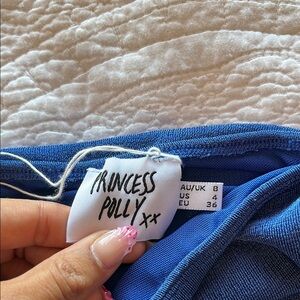 PRINCESS
POLLY xx
AU/UK 8
US 4
EU 36